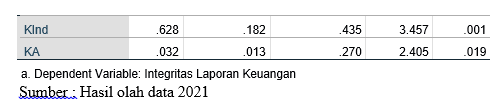 KInd .628 .182 .435 3.457 .001
KA .032 .013 .270 2.405 .019
a. Dependent Variable: Integritas Laporan Keuangan
Sumber : Hasil olah data 2021